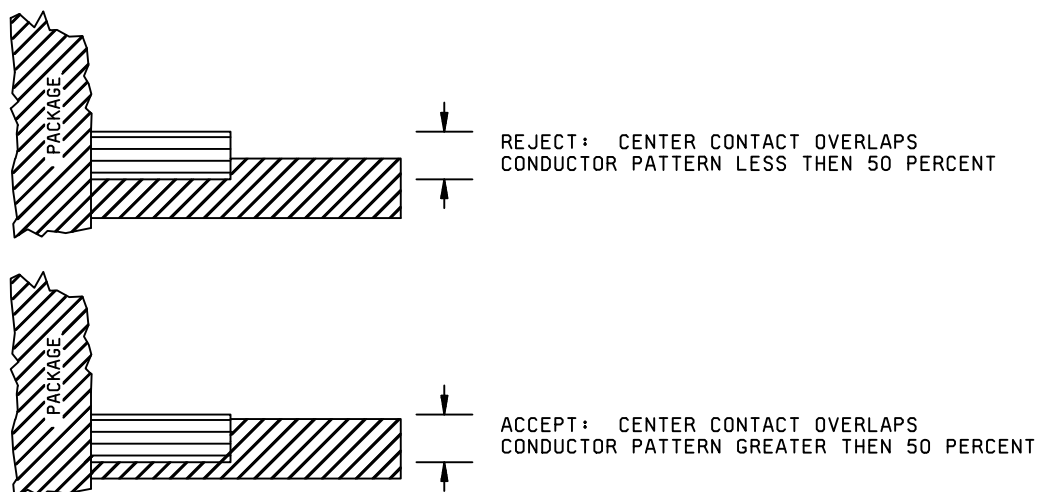 PACKAGE
REJECT: CENTER CONTACT OVERLAPS
CONDUCTOR PATTERN LESS THEN 50 PERCENT
PACKAGE
ACCEPT: CENTER CONTACT OVERLAPS
CONDUCTOR PATTERN GREATER THEN 50 PERCENT